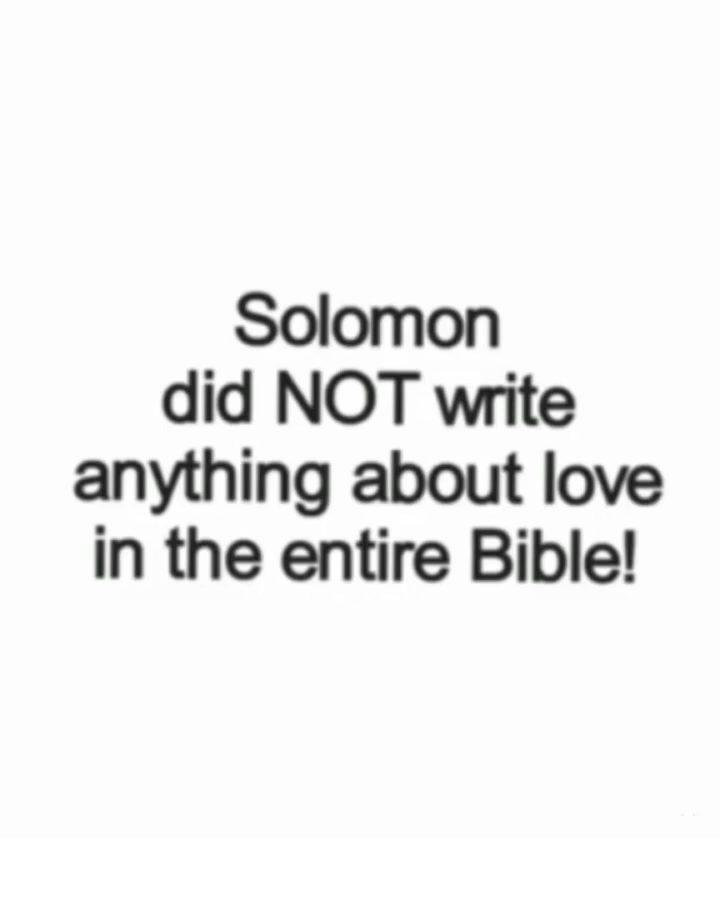 Solomon
did NOT write
anything about love
in the entire Bible!